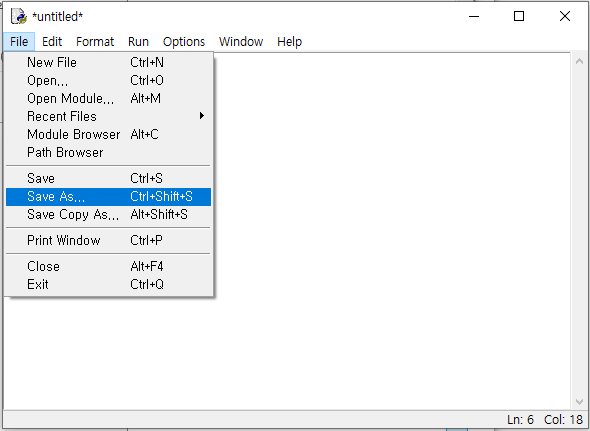 *untitled*
File Edit Format Run Options Window Help
New File Ctrl+N
Open... Ctrl+O
Open Module... Alt+M
Recent Files
Module Browser Alt+C
Path Browser
Save Ctrl+S
Save As... Ctrl+Shift+S
Save Copy As... Alt+Shift+S
Print Window Ctrl+P
Close Alt+F4
Exit Ctrl+Q
Ln: 6 Col: 18